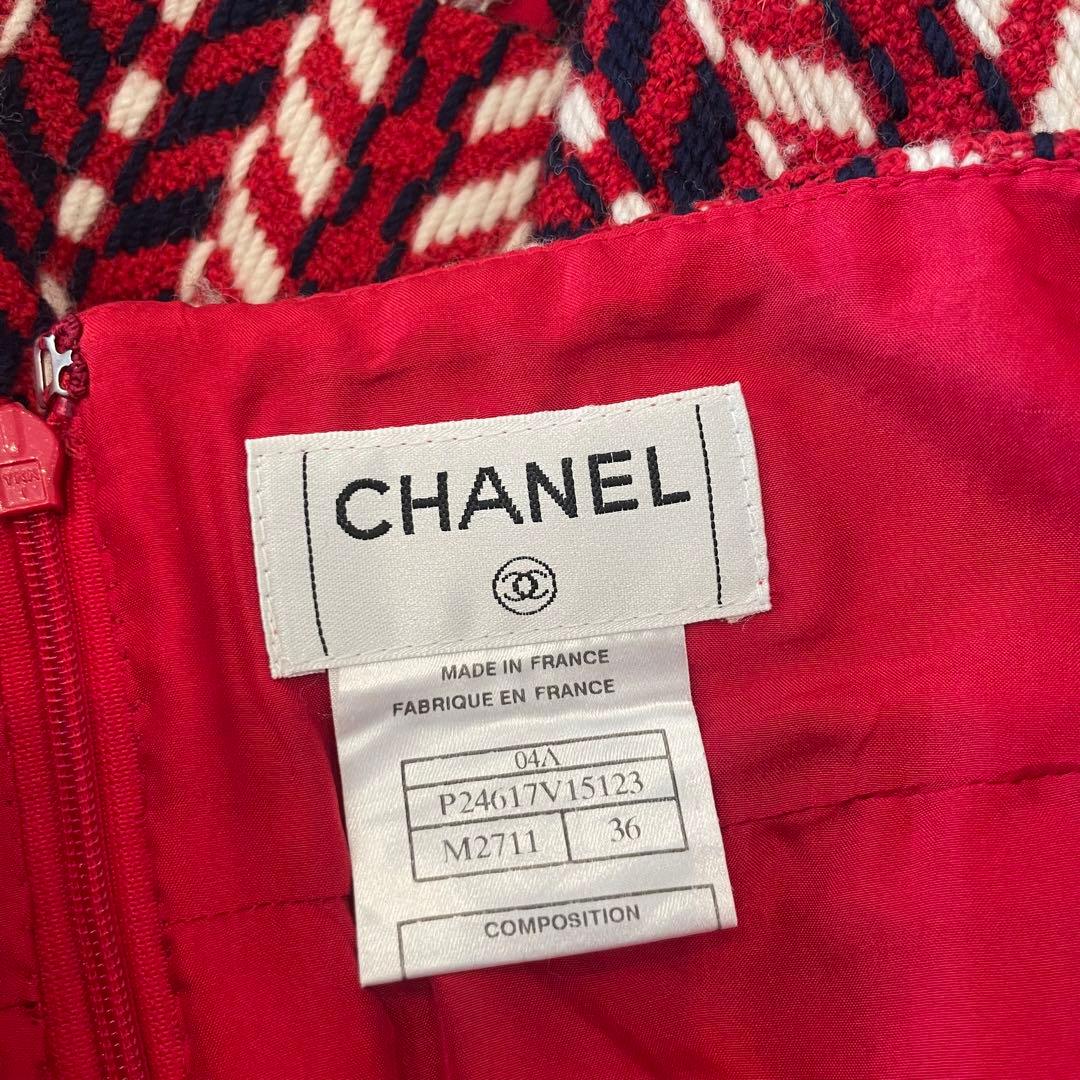 CHANEL
MADE IN FRANCE
FABRIQUE EN FRANCE
04A
P24617V15123
M2711 36
COMPOSITION